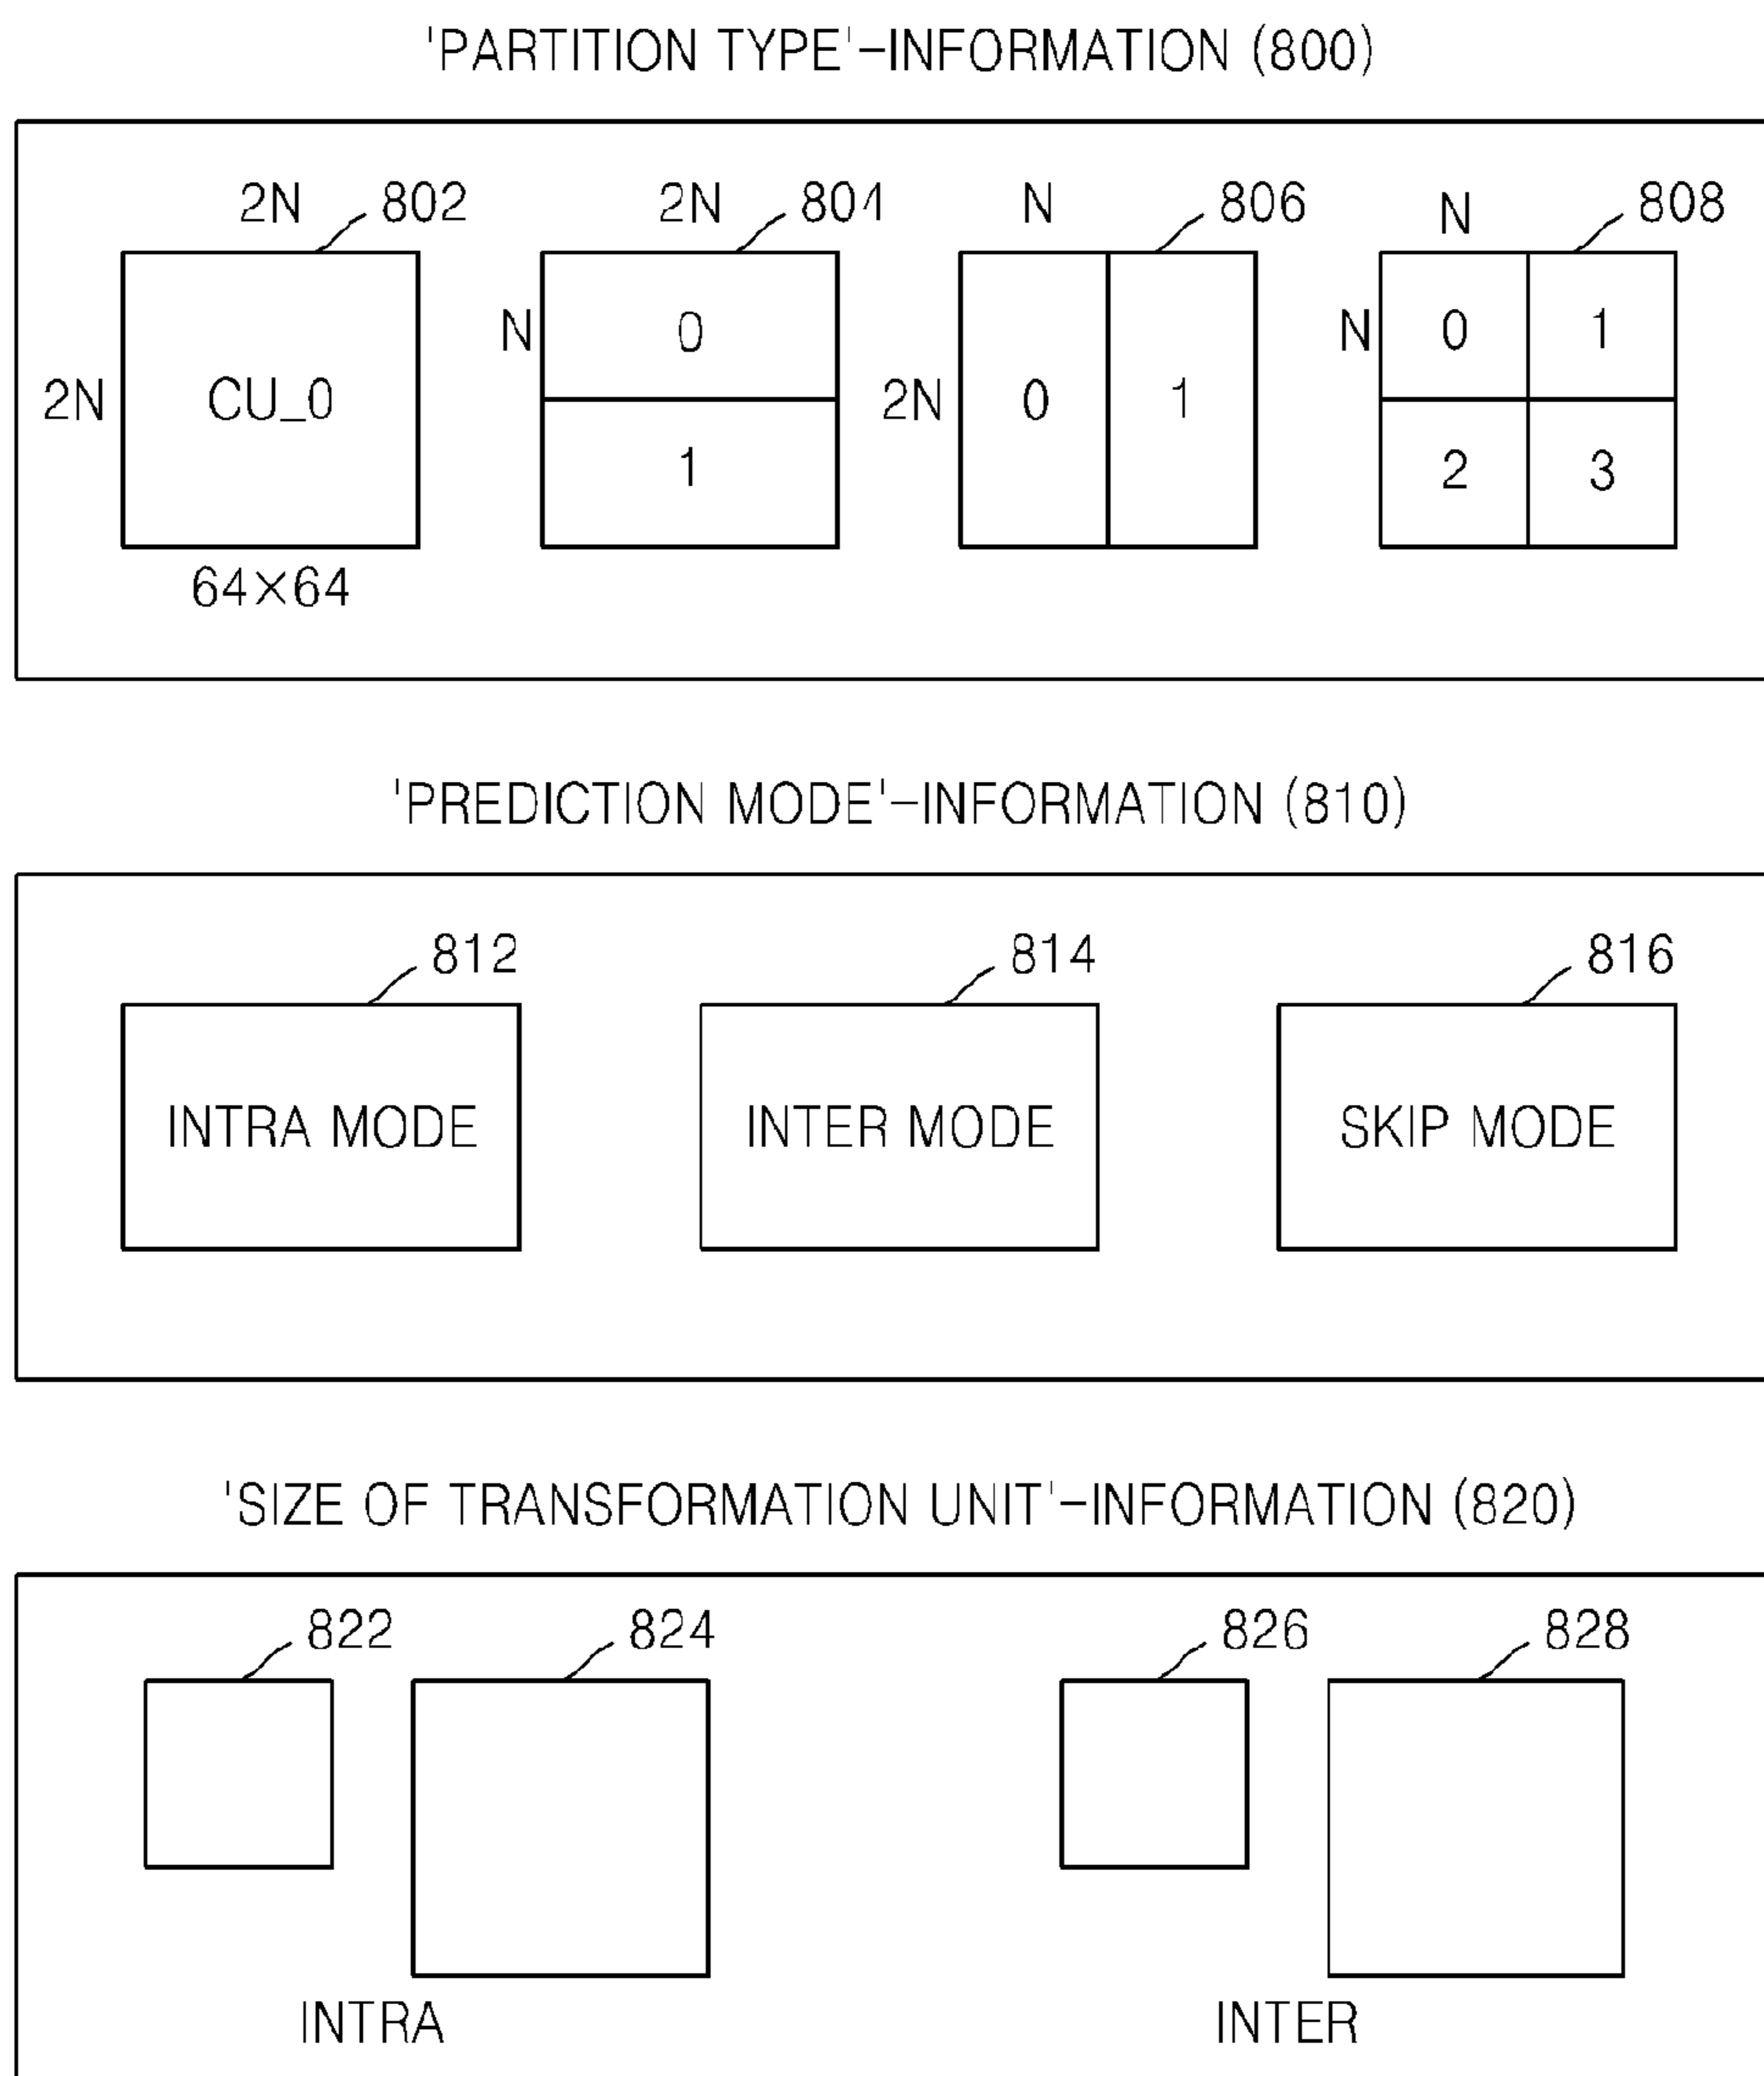 'PARTITION TYPE'-INFORMATION (800)
2N 802 2N 804 N 806 N 808
N 0 N 0 1
2N CU_0 2N 0 1
1 2 3
64×64
'PREDICTION MODE'-INFORMATION (810)
812 814 816
INTRA MODE INTER MODE SKIP MODE
'SIZE OF TRANSFORMATION UNIT'-INFORMATION (820)
822 824 826 828
INTRA INTER